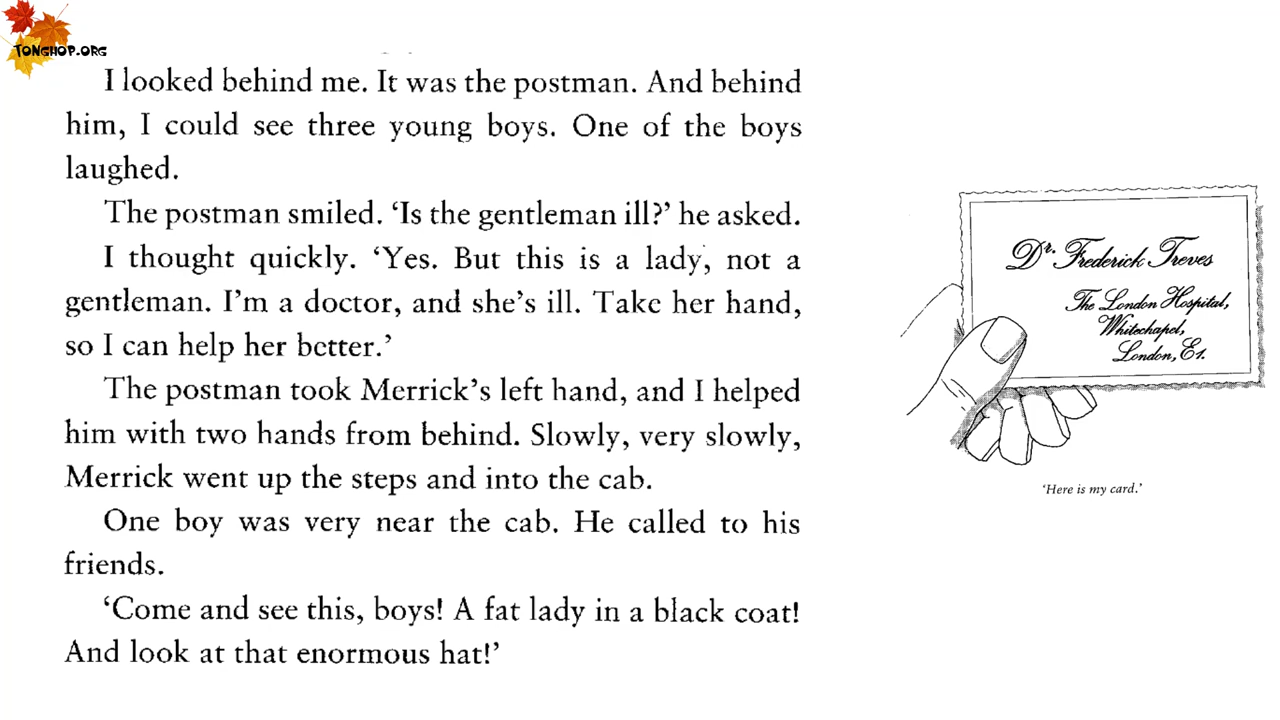 TONGHOP.ORG
I looked behind me. It was the postman. And behind
him, I could see three young boys. One of the boys
laughed.
The postman smiled. ‘Is the gentleman ill?’ he asked.
I thought quickly. ‘Yes. But this is a lady, not a
gentleman. I’m a doctor, and she’s ill. Take her hand,
so I can help her better.’
The postman took Merrick’s left hand, and I helped
him with two hands from behind. Slowly, very slowly,
Merrick went up the steps and into the cab.
One boy was very near the cab. He called to his
friends.
‘Come and see this, boys! A fat lady in a black coat!
And look at that enormous hat!’
Dr. Frederick Treves
The London Hospital,
Whitechapel,
London, E1.
‘Here is my card.’